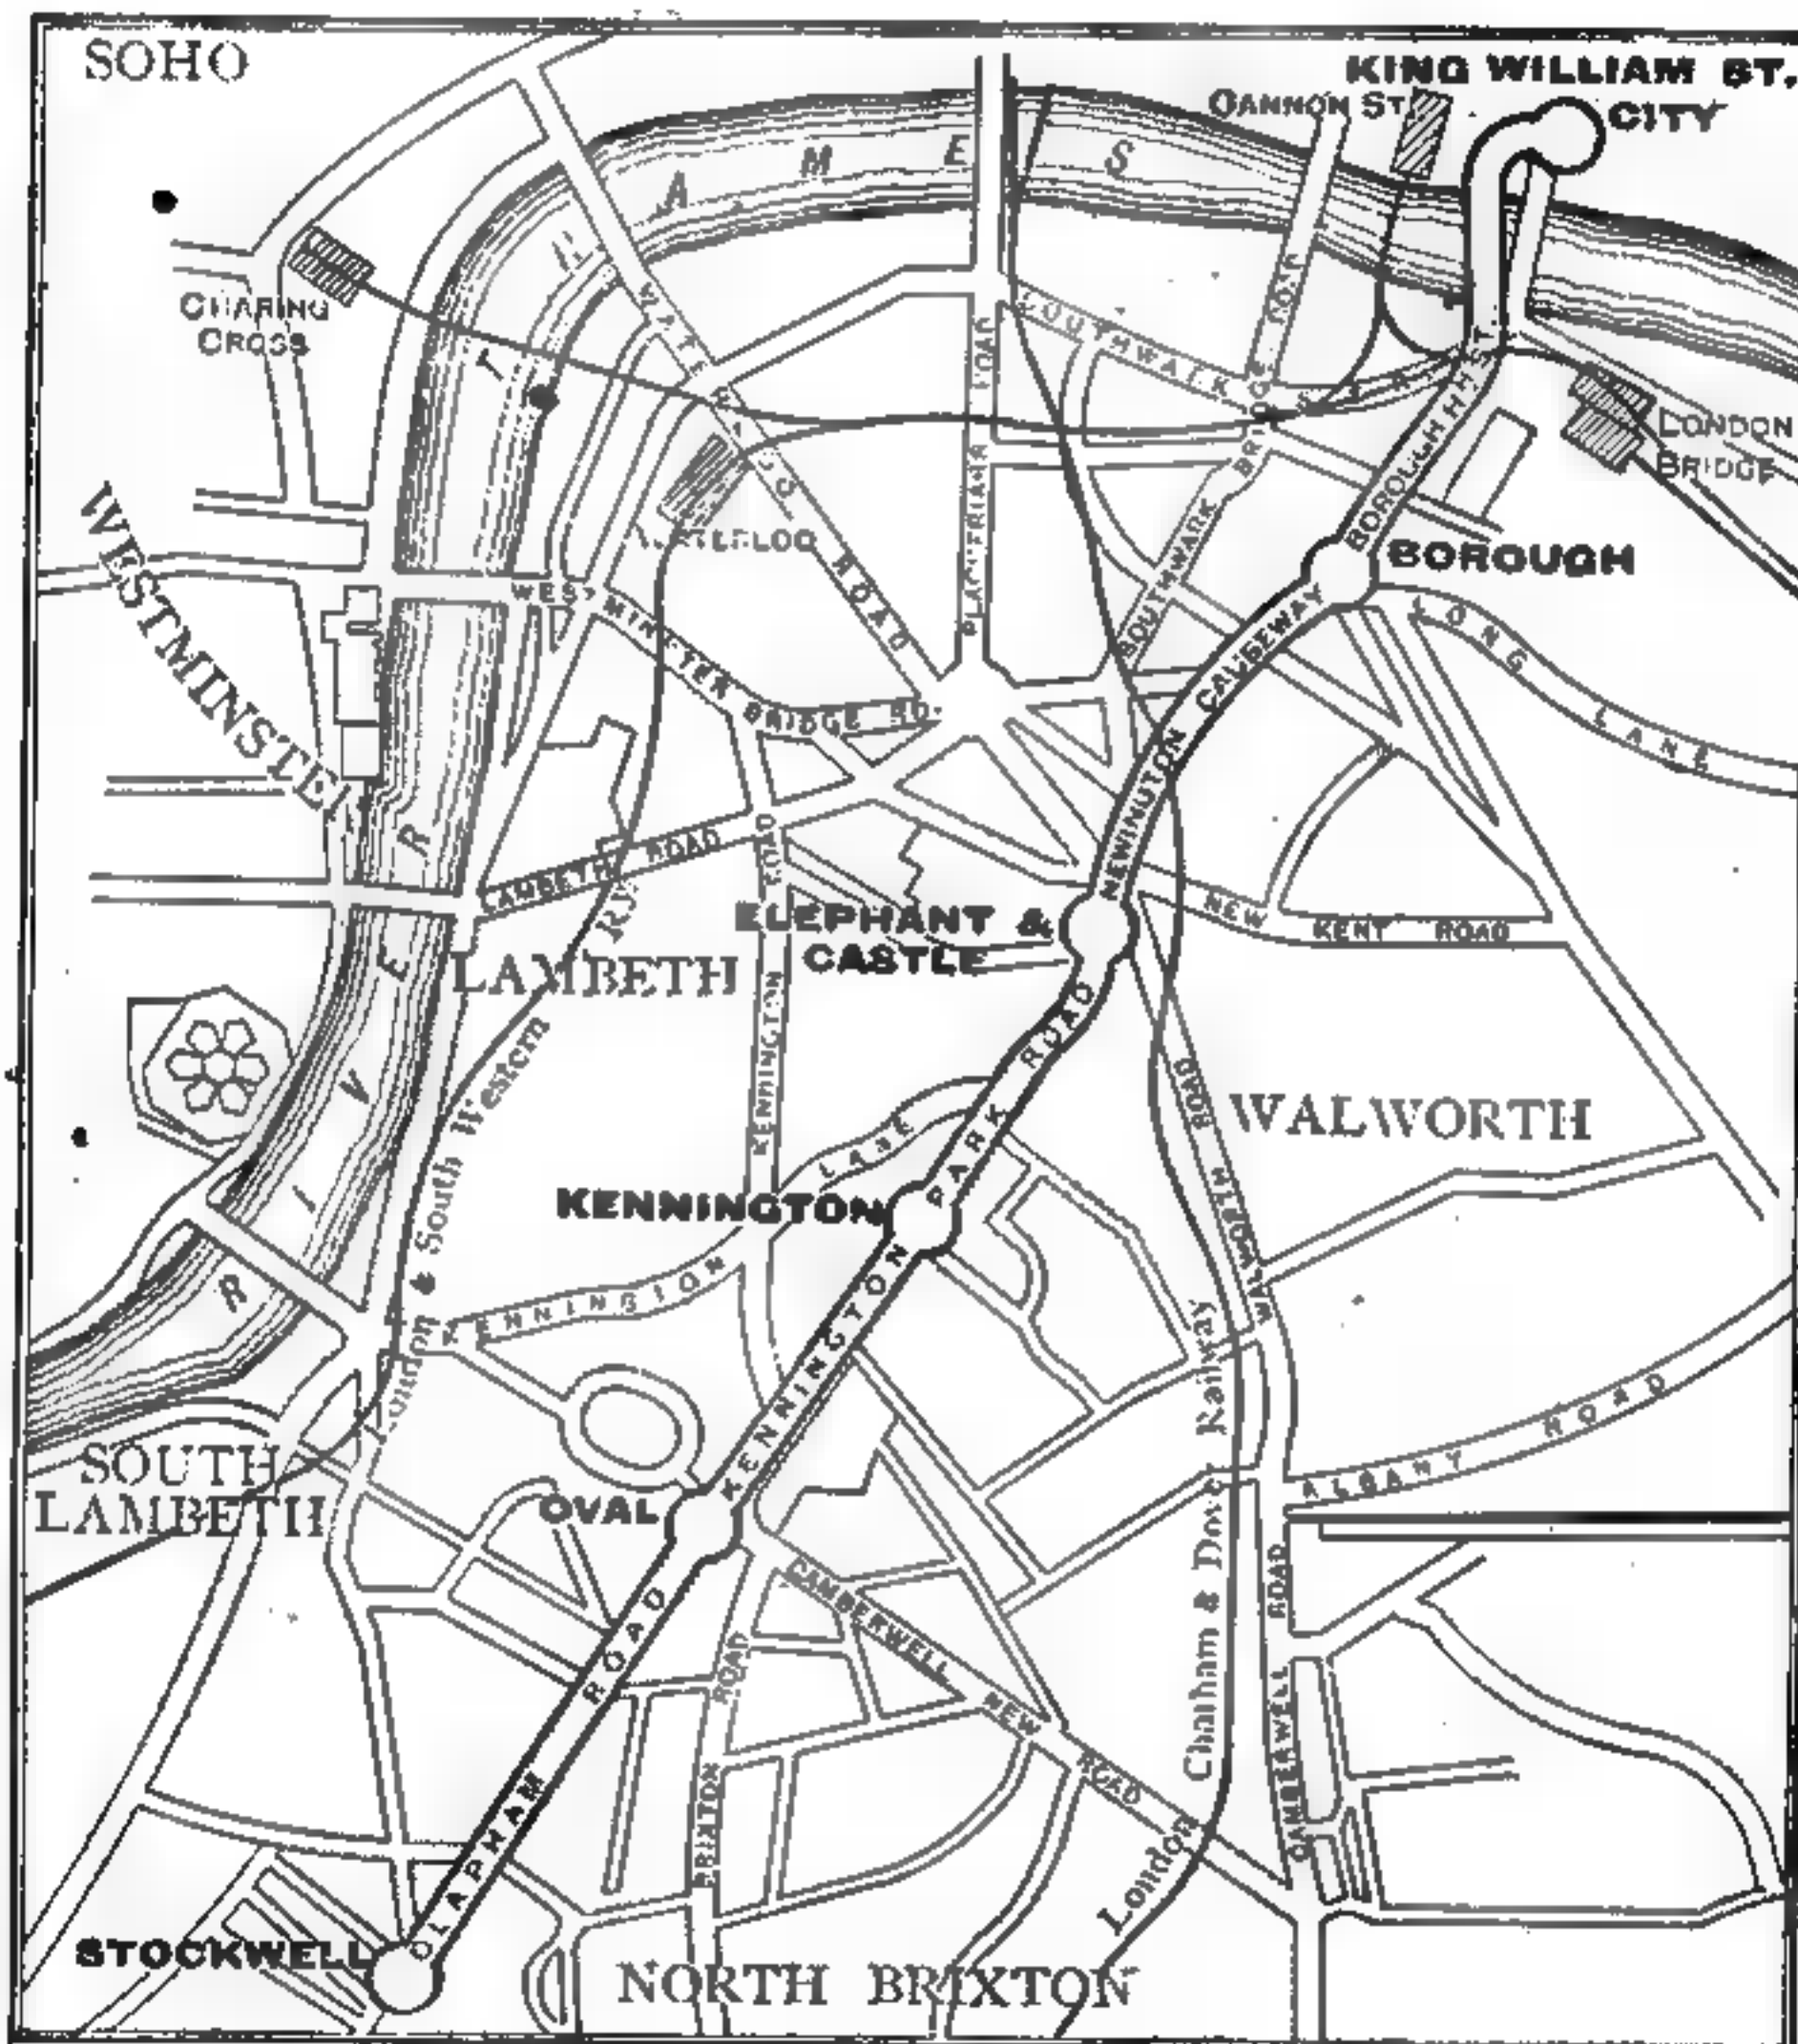 SOHO
KING WILLIAM ST.
CITY
CANNON ST.
THAMES
CHARING
CROSS
WATERLOO ROAD
SOUTHWARK ST.
SOUTHWARK BRIDGE ROAD
BLACKFRIARS ROAD
BOROUGH HIGH ST.
LONDON
BRIDGE
WATERLOO
BOROUGH
WESTMINSTER
WESTMINSTER BRIDGE RD.
LONG LANE
NEWINGTON CAUSEWAY
RIVER
LAMBETH ROAD
ELEPHANT &
CASTLE
NEW KENT ROAD
LAMBETH
KENNINGTON ROAD
London & South Western Ry.
WALWORTH
WALWORTH ROAD
KENNINGTON
KENNINGTON LANE
KENNINGTON PARK ROAD
ALBANY ROAD
SOUTH
LAMBETH
OVAL
London Chatham & Dover Railway
CAMBERWELL NEW ROAD
CAMBERWELL ROAD
BRIXTON ROAD
CLAPHAM ROAD
STOCKWELL
NORTH BRIXTON